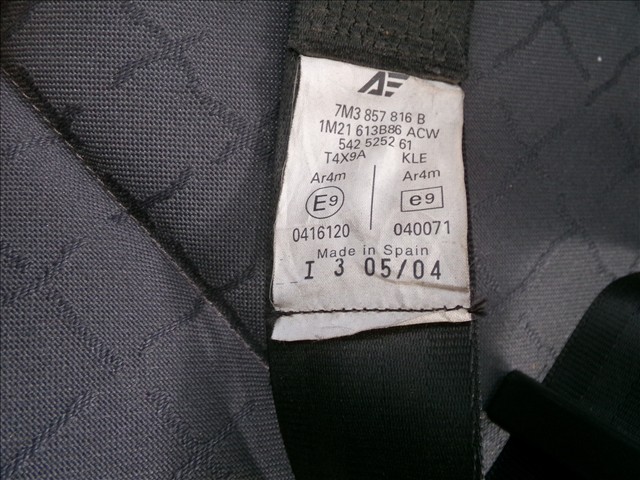 AE
7M3 857 816 B
1M21 613B86 ACW
542 5252 61
T4X9A KLE
Ar4m Ar4m
E9 e9
0416120 040071
Made in Spain
I 3 05/04